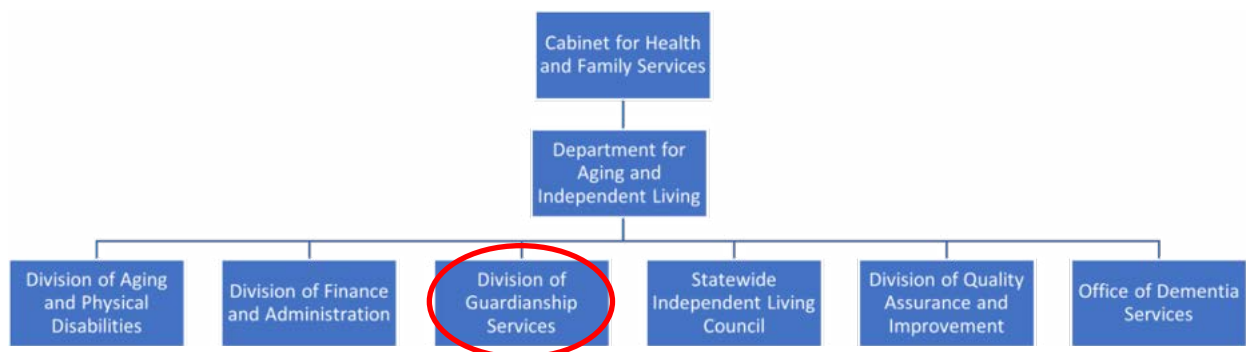 Cabinet for Health
and Family Services
Department for
Aging and
Independent Living
Division of Aging
and Physical
Disabilities
Division of Finance
and Administration
Division of
Guardianship
Services
Statewide
Independent Living
Council
Division of Quality
Assurance and
Improvement
Office of Dementia
Services